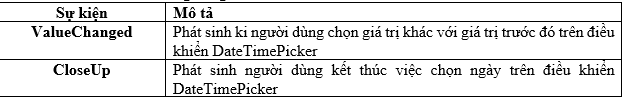 Sự kiện Mô tả
ValueChanged Phát sinh ki người dùng chọn giá trị khác với giá trị trước đó trên điều
khiển DateTimePicker
CloseUp Phát sinh người dùng kết thúc việc chọn ngày trên điều khiển
DateTimePicker